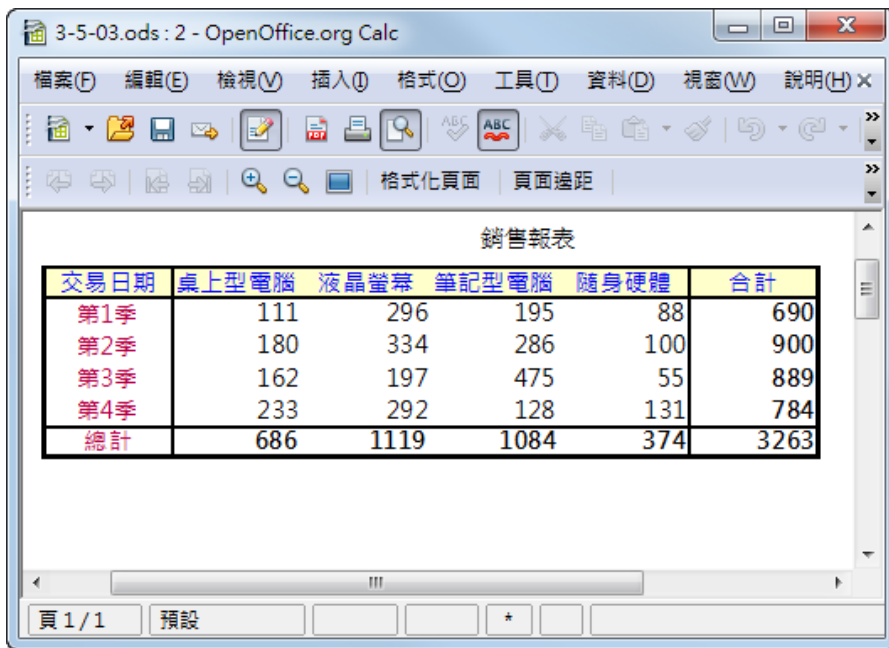 3-5-03.ods : 2 - OpenOffice.org Calc
檔案(F) 編輯(E) 檢視(V) 插入(I) 格式(O) 工具(T) 資料(D) 視窗(W) 說明(H)
格式化頁面 頁面邊距
銷售報表
交易日期 桌上型電腦 液晶螢幕 筆記型電腦 隨身硬體 合計
第1季 111 296 195 88 690
第2季 180 334 286 100 900
第3季 162 197 475 55 889
第4季 233 292 128 131 784
總計 686 1119 1084 374 3263
頁 1 / 1 預設 *